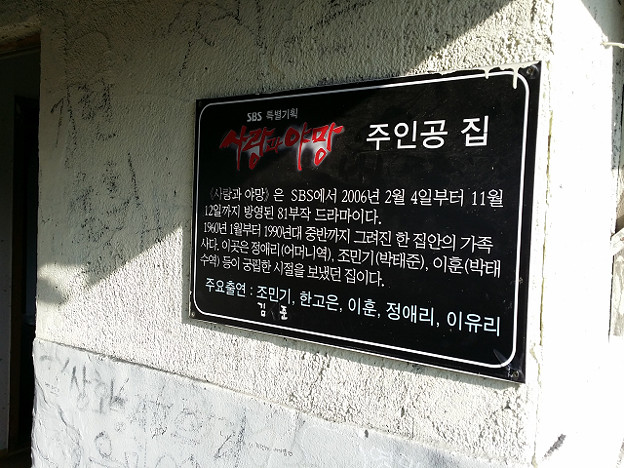 SBS 특별기획
사랑과 야망 주인공 집
〈사랑과 야망〉은 SBS에서 2006년 2월 4일부터 11월
12일까지 방영된 81부작 드라마이다.
1960년 1월부터 1990년대 중반까지 그려진 한 집안의 가족
사다. 이곳은 정애리(어머니역), 조민기(박태준), 이훈(박태
수역) 등이 궁핍한 시절을 보냈던 집이다.
주요출연 : 조민기, 한고은, 이훈, 정애리, 이유리